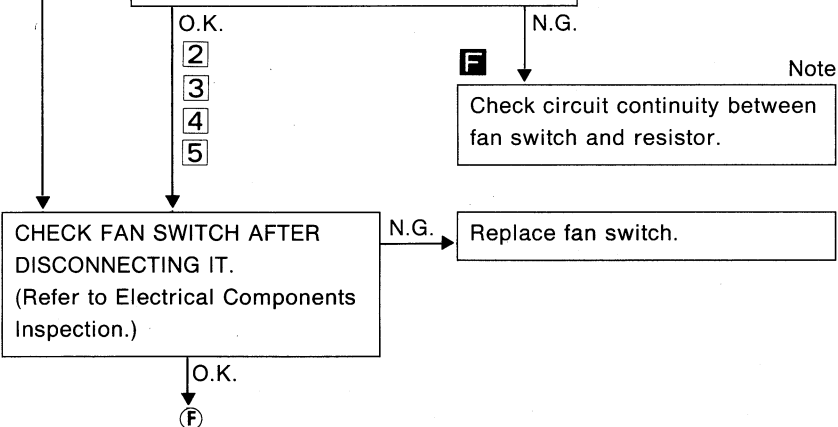 O.K.
N.G.
2
3
4
5
F
Note
Check circuit continuity between
fan switch and resistor.
CHECK FAN SWITCH AFTER
DISCONNECTING IT.
(Refer to Electrical Components
Inspection.)
N.G.
Replace fan switch.
O.K.
F